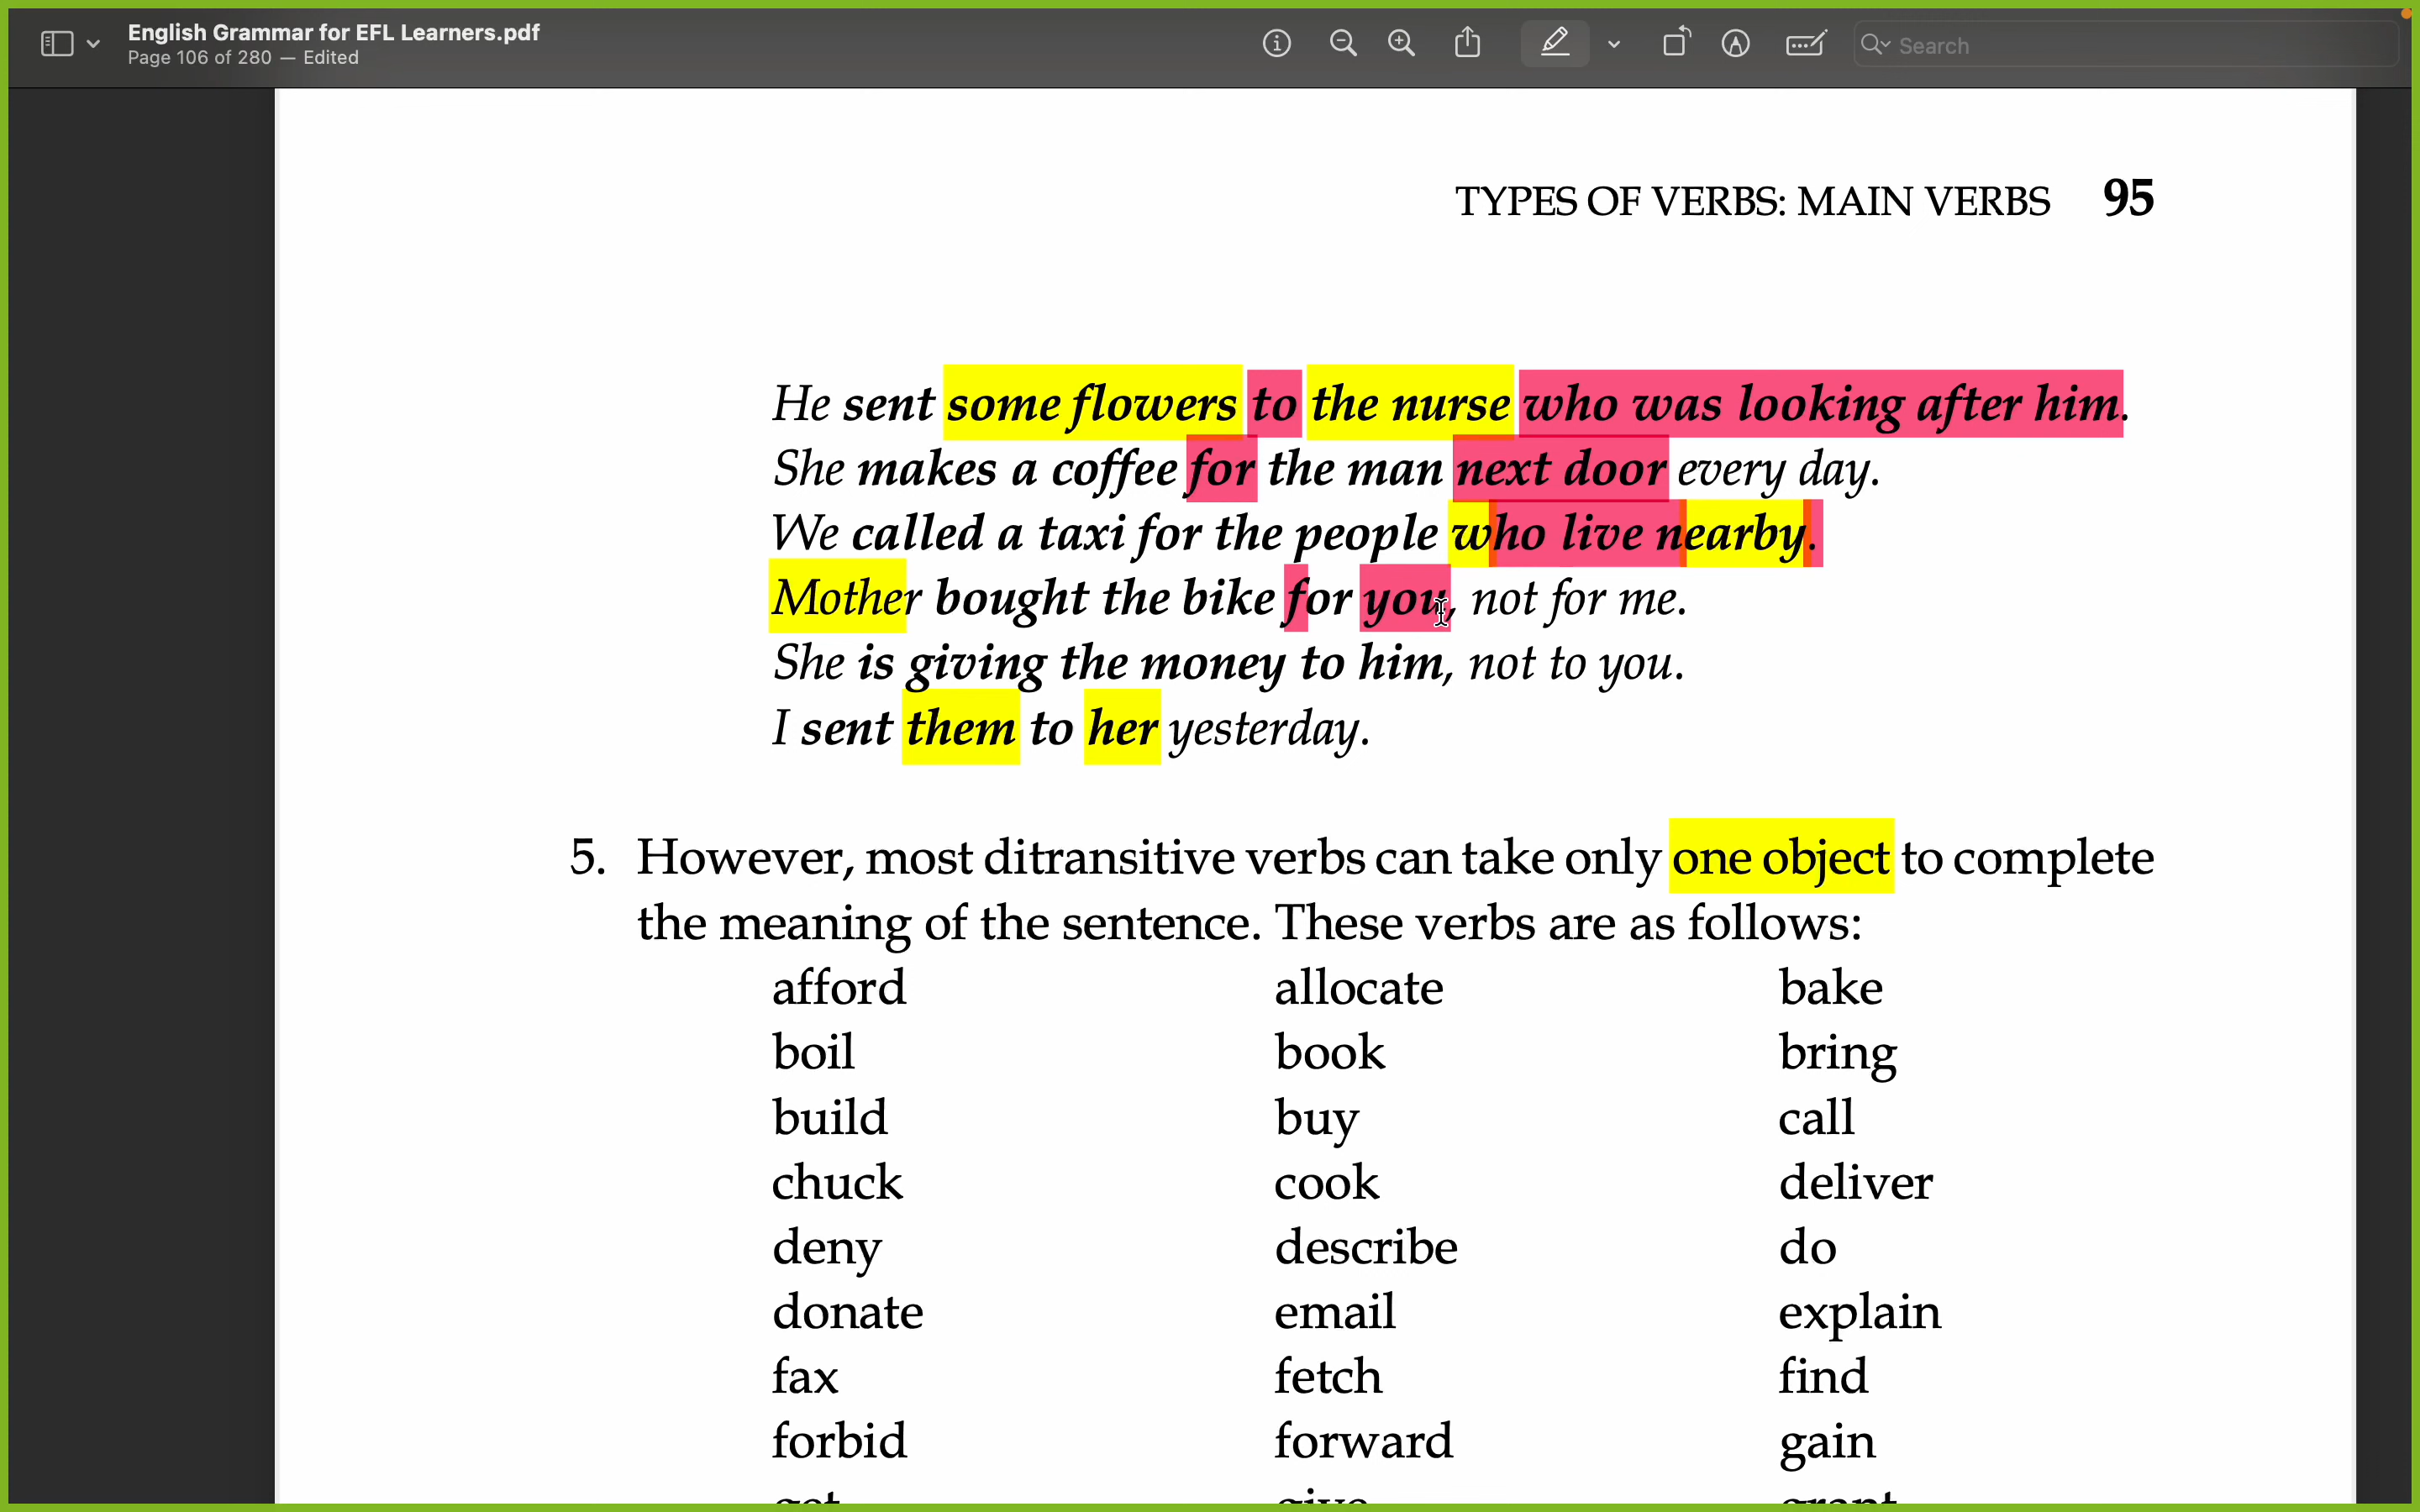 English Grammar for EFL Learners.pdf
Page 106 of 280 — Edited
Search
TYPES OF VERBS: MAIN VERBS 95
He sent some flowers to the nurse who was looking after him.
She makes a coffee for the man next door every day.
We called a taxi for the people who live nearby.
Mother bought the bike for you, not for me.
She is giving the money to him, not to you.
I sent them to her yesterday.
5. However, most ditransitive verbs can take only one object to complete
the meaning of the sentence. These verbs are as follows:
afford allocate bake
boil book bring
build buy call
chuck cook deliver
deny describe do
donate email explain
fax fetch find
forbid forward gain
get give grant